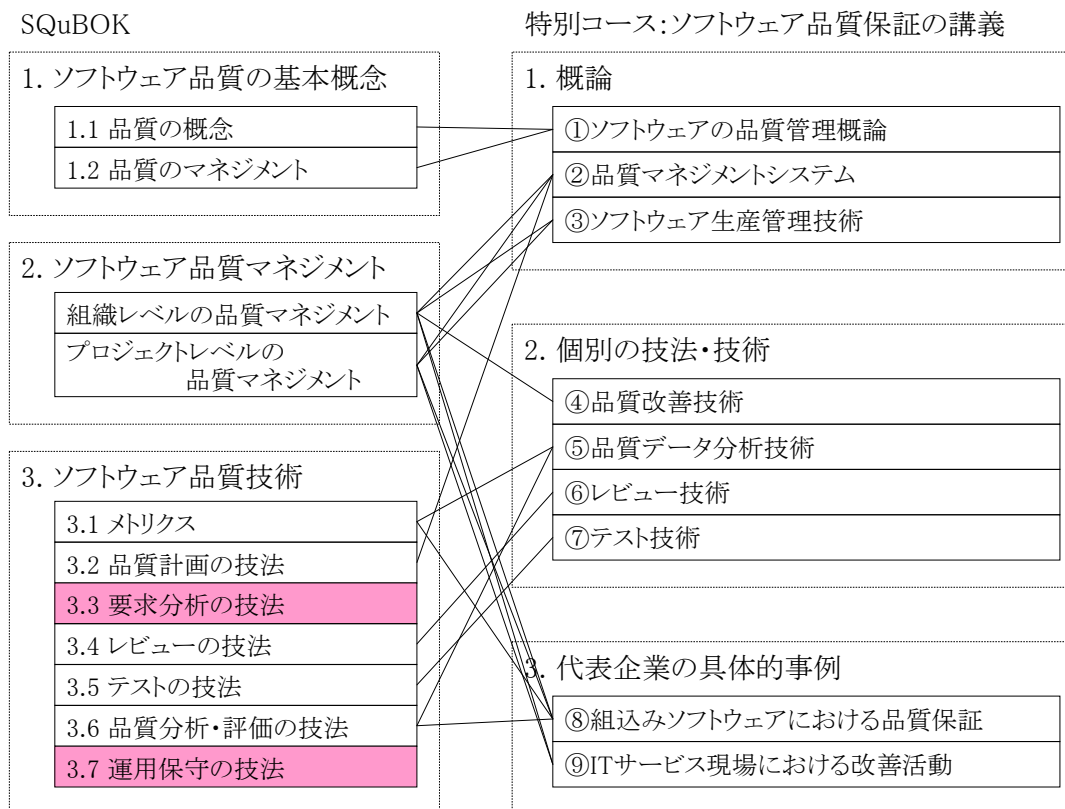 SQuBOK
1. ソフトウェア品質の基本概念
1.1 品質の概念
1.2 品質のマネジメント
2. ソフトウェア品質マネジメント
組織レベルの品質マネジメント
プロジェクトレベルの
品質マネジメント
3. ソフトウェア品質技術
3.1 メトリクス
3.2 品質計画の技法
3.3 要求分析の技法
3.4 レビューの技法
3.5 テストの技法
3.6 品質分析・評価の技法
3.7 運用保守の技法
特別コース:ソフトウェア品質保証の講義
1. 概論
①ソフトウェアの品質管理概論
②品質マネジメントシステム
③ソフトウェア生産管理技術
2. 個別の技法・技術
④品質改善技術
⑤品質データ分析技術
⑥レビュー技術
⑦テスト技術
3. 代表企業の具体的事例
⑧組込みソフトウェアにおける品質保証
⑨ITサービス現場における改善活動